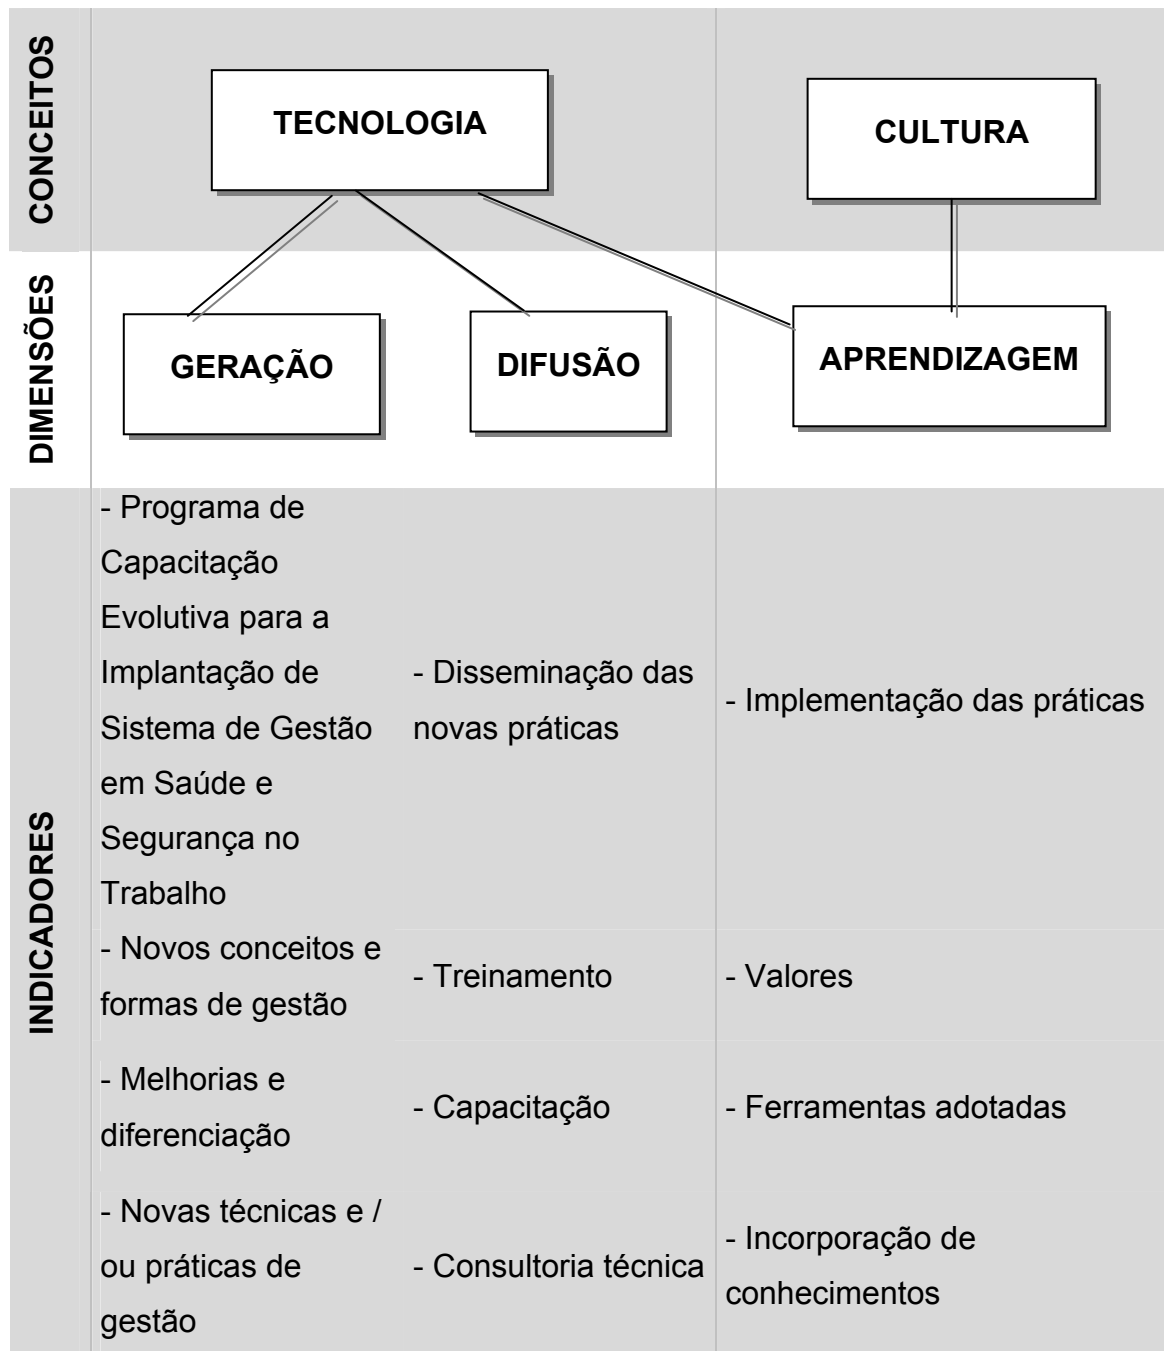 CONCEITOS
TECNOLOGIA
CULTURA
DIMENSÕES
GERAÇÃO
DIFUSÃO
APRENDIZAGEM
INDICADORES
- Programa de
Capacitação
Evolutiva para a
Implantação de
Sistema de Gestão
em Saúde e
Segurança no
Trabalho
- Disseminação das
novas práticas
- Implementação das práticas
- Novos conceitos e
formas de gestão
- Treinamento
- Valores
- Melhorias e
diferenciação
- Capacitação
- Ferramentas adotadas
- Novas técnicas e /
ou práticas de
gestão
- Consultoria técnica
- Incorporação de
conhecimentos